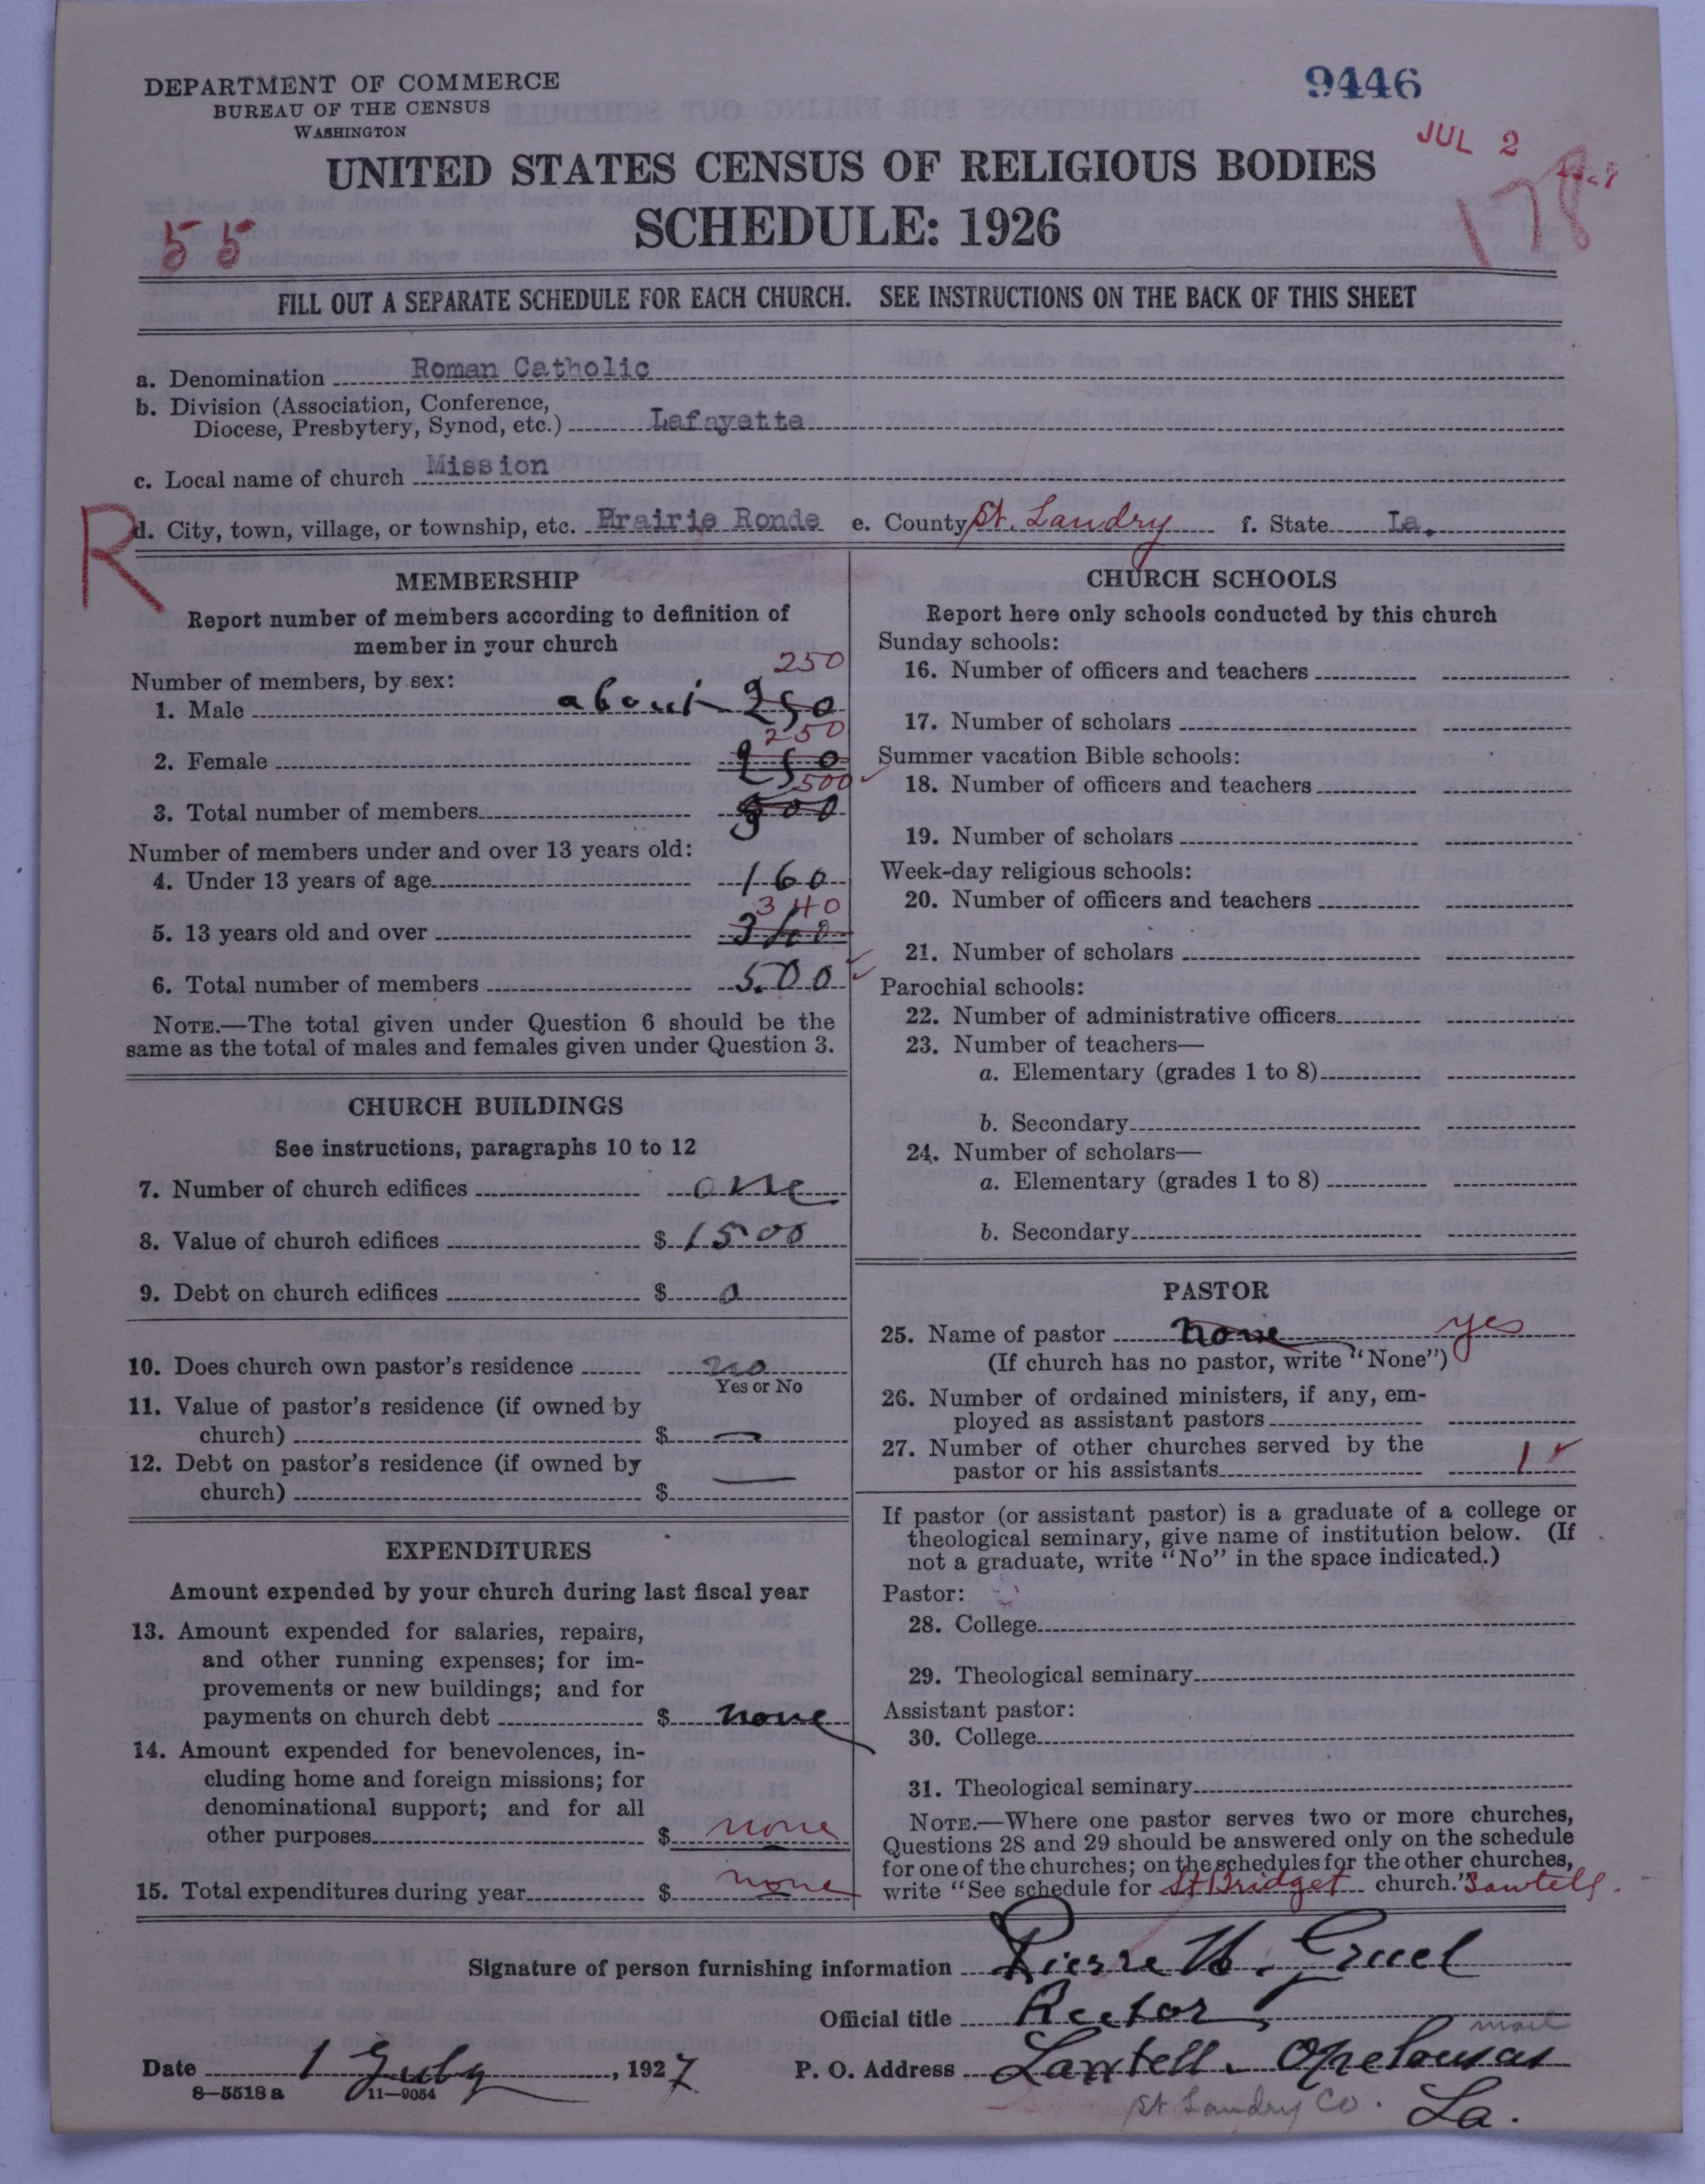 DEPARTMENT OF COMMERCE
BUREAU OF THE CENSUS
WASHINGTON
9446
JUL 2 1927
178
55
UNITED STATES CENSUS OF RELIGIOUS BODIES
SCHEDULE: 1926
FILL OUT A SEPARATE SCHEDULE FOR EACH CHURCH. SEE INSTRUCTIONS ON THE BACK OF THIS SHEET
a. Denomination Roman Catholic
b. Division (Association, Conference,
Diocese, Presbytery, Synod, etc.) Lafayette
c. Local name of church Mission
R
d. City, town, village, or township, etc. Prairie Ronde e. County St. Landry f. State La.
MEMBERSHIP
Report number of members according to definition of
member in your church
Number of members, by sex:
250
1. Male about 250
250
2. Female 250
500
3. Total number of members 500
Number of members under and over 13 years old:
4. Under 13 years of age 160
340
5. 13 years old and over 340
6. Total number of members 500
NOTE.—The total given under Question 6 should be the
same as the total of males and females given under Question 3.
CHURCH BUILDINGS
See instructions, paragraphs 10 to 12
7. Number of church edifices one
8. Value of church edifices $ 1500
9. Debt on church edifices $ 0
10. Does church own pastor's residence no
Yes or No
11. Value of pastor's residence (if owned by
church) $ —
12. Debt on pastor's residence (if owned by
church) $ —
EXPENDITURES
Amount expended by your church during last fiscal year
13. Amount expended for salaries, repairs,
and other running expenses; for im-
provements or new buildings; and for
payments on church debt $ none
14. Amount expended for benevolences, in-
cluding home and foreign missions; for
denominational support; and for all
other purposes $ none
15. Total expenditures during year $ none
CHURCH SCHOOLS
Report here only schools conducted by this church
Sunday schools:
16. Number of officers and teachers
17. Number of scholars
Summer vacation Bible schools:
18. Number of officers and teachers
19. Number of scholars
Week-day religious schools:
20. Number of officers and teachers
21. Number of scholars
Parochial schools:
22. Number of administrative officers
23. Number of teachers—
a. Elementary (grades 1 to 8)
b. Secondary
24. Number of scholars—
a. Elementary (grades 1 to 8)
b. Secondary
PASTOR
25. Name of pastor none yes
(If church has no pastor, write "None")
26. Number of ordained ministers, if any, em-
ployed as assistant pastors
27. Number of other churches served by the
pastor or his assistants 1
If pastor (or assistant pastor) is a graduate of a college or
theological seminary, give name of institution below. (If
not a graduate, write "No" in the space indicated.)
Pastor:
28. College
29. Theological seminary
Assistant pastor:
30. College
31. Theological seminary
NOTE.—Where one pastor serves two or more churches,
Questions 28 and 29 should be answered only on the schedule
for one of the churches; on the schedules for the other churches,
write "See schedule for St Bridget church." Lawtell.
Signature of person furnishing information Pierre H. Gruel
Official title Rector
mail
Date 1 July, 1927 P. O. Address Lawtell. Opelousas
8—5518 a 11—9054
St Landry Co. La.